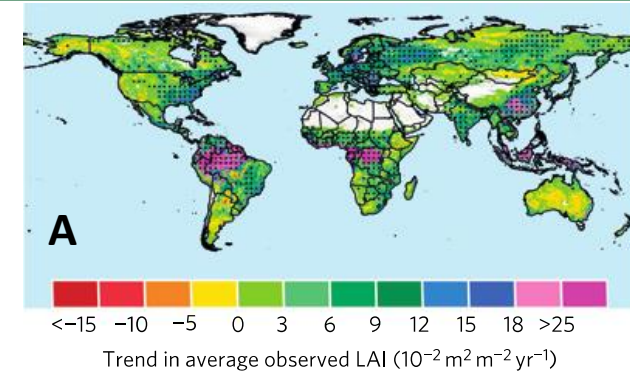 A
<–15 –10 –5 0 3 6 9 12 15 18 >25
Trend in average observed LAI (10⁻² m² m⁻² yr⁻¹)